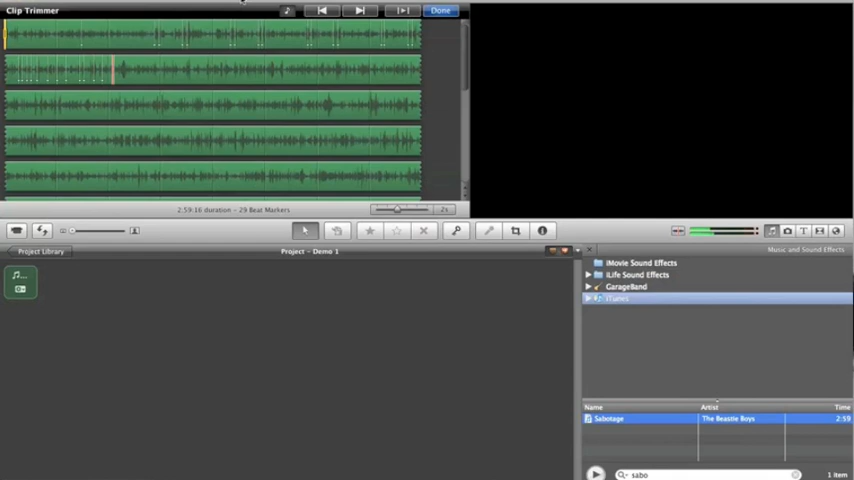 Clip Trimmer
Done
2:59:16 duration - 29 Beat Markers
2s
Project Library
Project - Demo 1
Music and Sound Effects
iMovie Sound Effects
iLife Sound Effects
GarageBand
iTunes
Name Artist Time
Sabotage The Beastie Boys 2:59
sabo
1 item